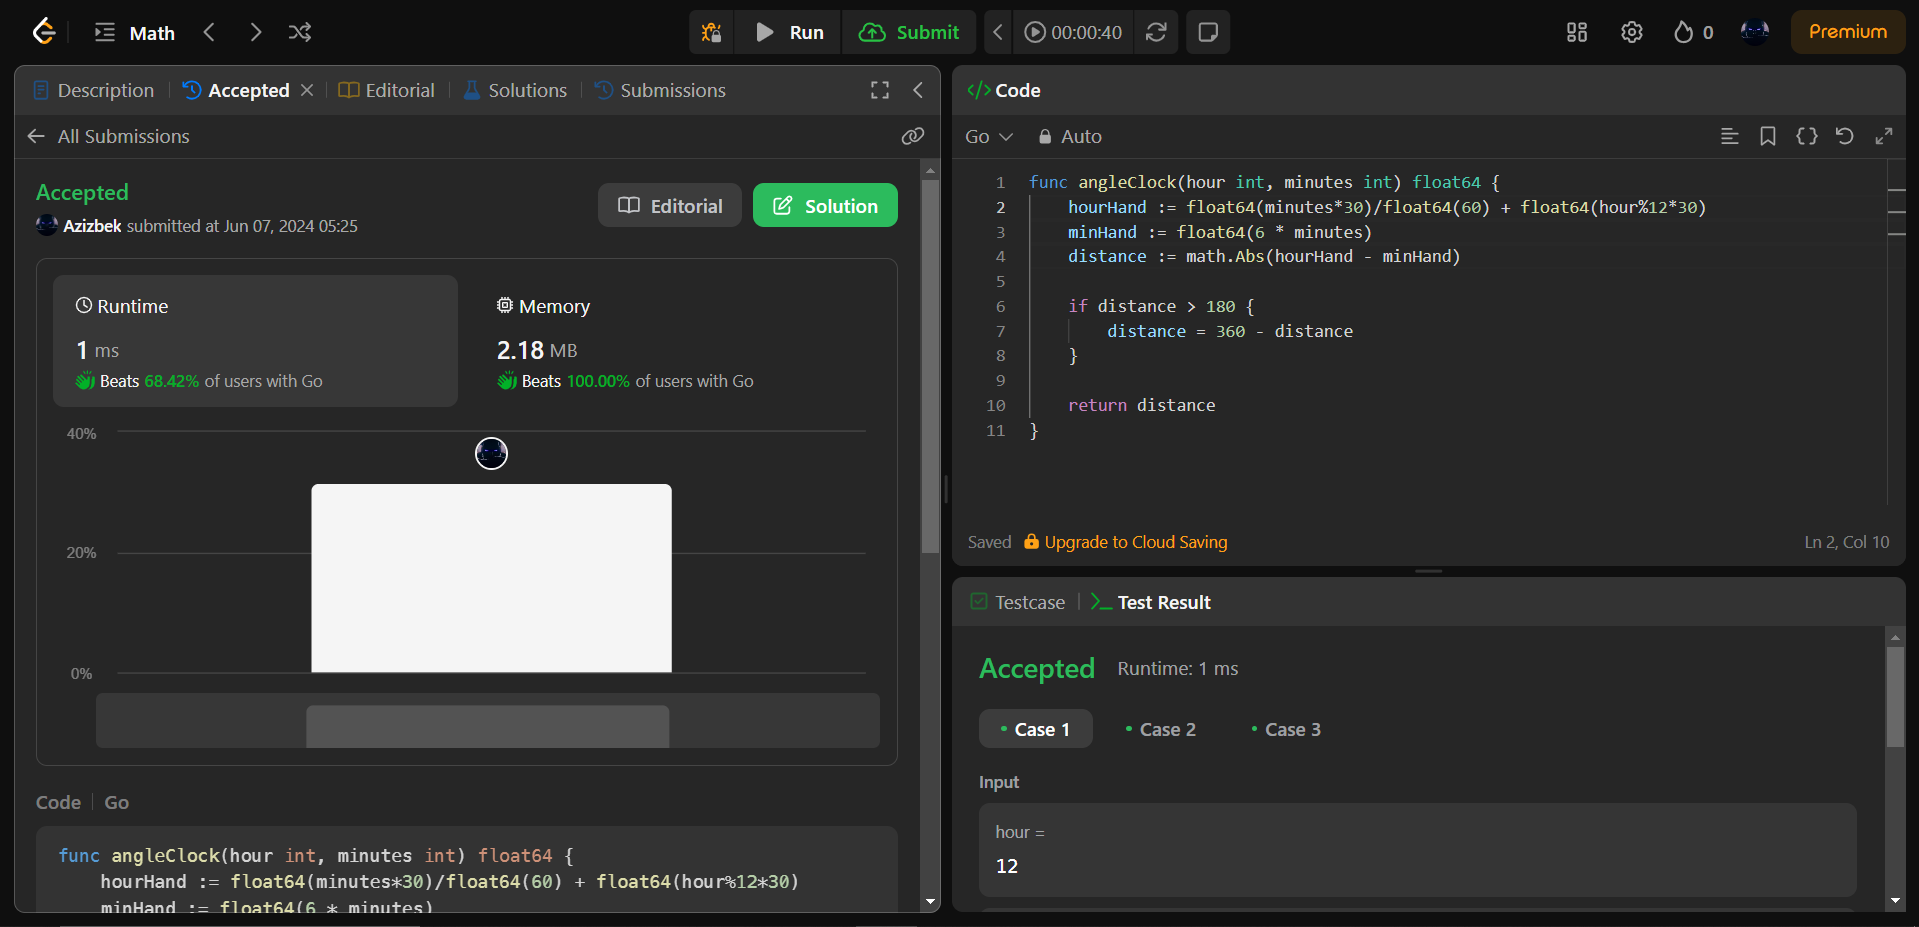 Math
Run
Submit
00:00:40
0
Premium
Description
Accepted
Editorial
Solutions
Submissions
All Submissions
Accepted
Azizbek submitted at Jun 07, 2024 05:25
Editorial
Solution
Runtime
1 ms
Beats 68.42% of users with Go
Memory
2.18 MB
Beats 100.00% of users with Go
40%
20%
0%
Code
Go
func angleClock(hour int, minutes int) float64 {
hourHand := float64(minutes*30)/float64(60) + float64(hour%12*30)
minHand := float64(6 * minutes)
</> Code
Go
Auto
1 func angleClock(hour int, minutes int) float64 {
2 hourHand := float64(minutes*30)/float64(60) + float64(hour%12*30)
3 minHand := float64(6 * minutes)
4 distance := math.Abs(hourHand - minHand)
5
6 if distance > 180 {
7 distance = 360 - distance
8 }
9
10 return distance
11 }
Saved
Upgrade to Cloud Saving
Ln 2, Col 10
Testcase
Test Result
Accepted
Runtime: 1 ms
Case 1
Case 2
Case 3
Input
hour =
12